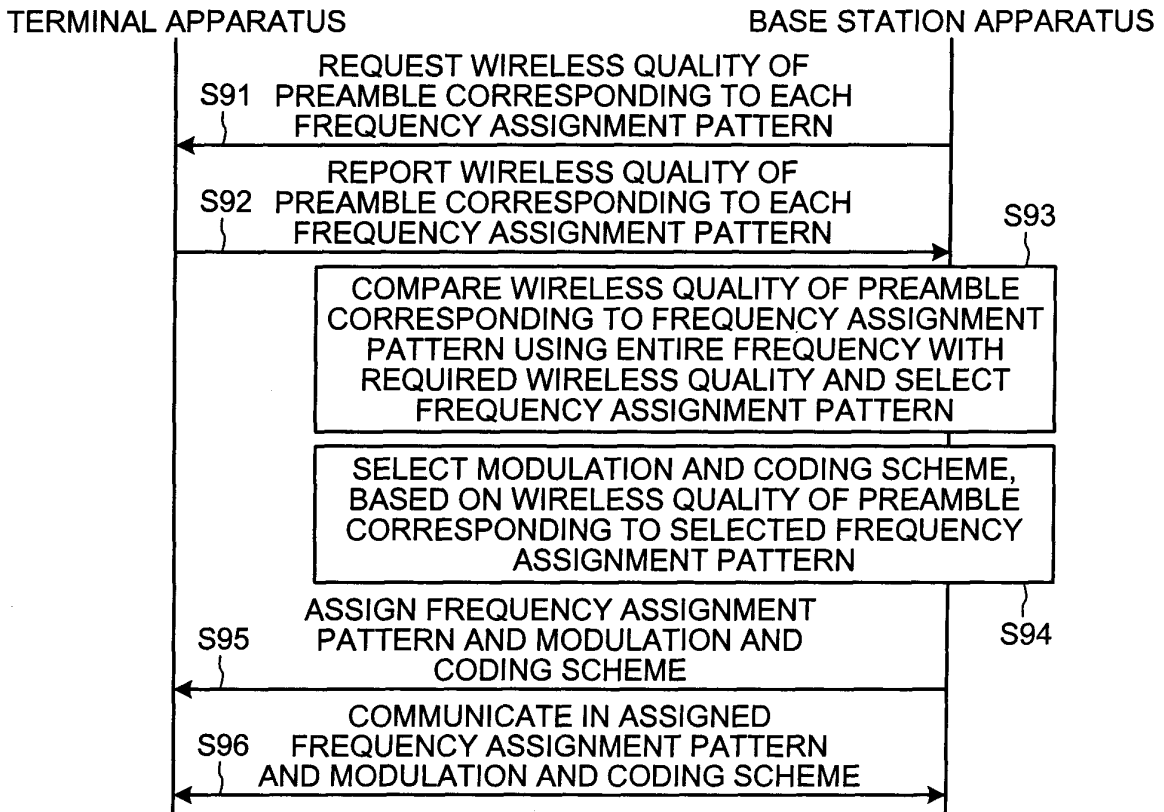 TERMINAL APPARATUS
BASE STATION APPARATUS
REQUEST WIRELESS QUALITY OF
S91 PREAMBLE CORRESPONDING TO EACH
FREQUENCY ASSIGNMENT PATTERN
REPORT WIRELESS QUALITY OF
S92 PREAMBLE CORRESPONDING TO EACH
FREQUENCY ASSIGNMENT PATTERN
S93
COMPARE WIRELESS QUALITY OF PREAMBLE
CORRESPONDING TO FREQUENCY ASSIGNMENT
PATTERN USING ENTIRE FREQUENCY WITH
REQUIRED WIRELESS QUALITY AND SELECT
FREQUENCY ASSIGNMENT PATTERN
SELECT MODULATION AND CODING SCHEME,
BASED ON WIRELESS QUALITY OF PREAMBLE
CORRESPONDING TO SELECTED FREQUENCY
ASSIGNMENT PATTERN
S94
ASSIGN FREQUENCY ASSIGNMENT
S95 PATTERN AND MODULATION AND
CODING SCHEME
COMMUNICATE IN ASSIGNED
S96 FREQUENCY ASSIGNMENT PATTERN
AND MODULATION AND CODING SCHEME